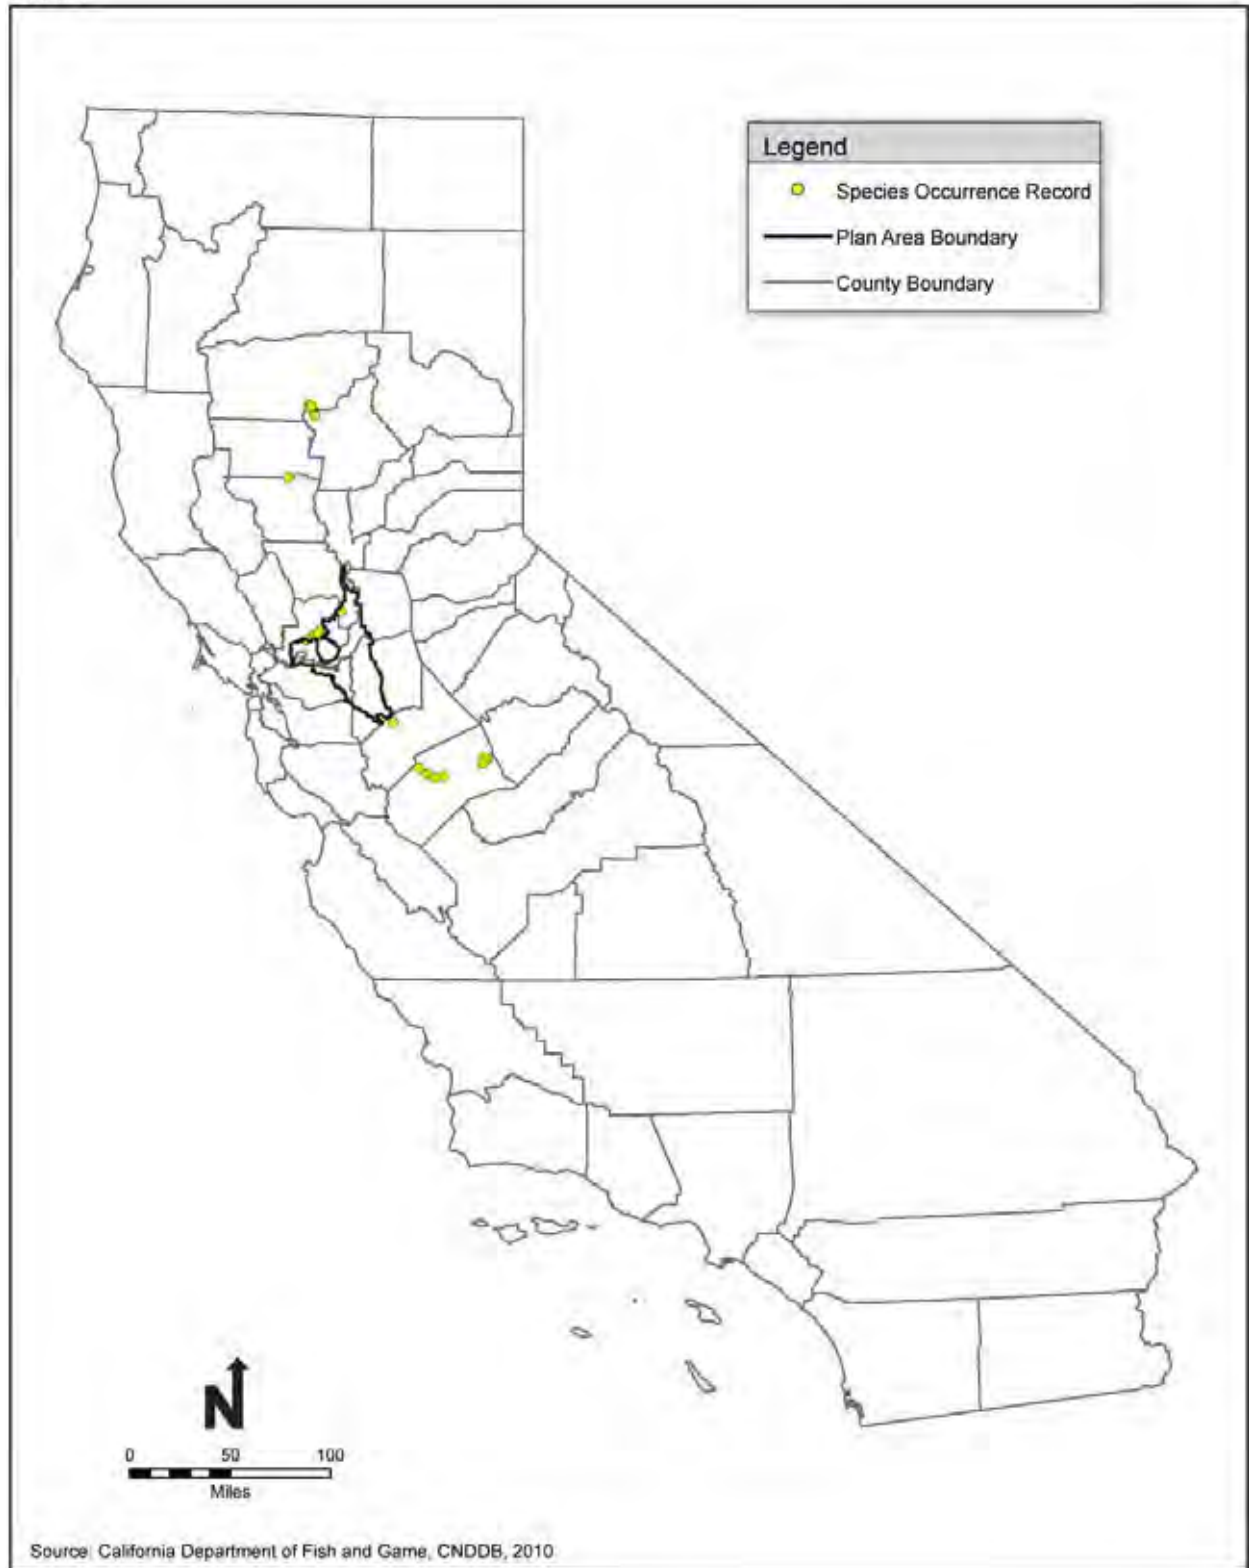 Legend
Species Occurrence Record
Plan Area Boundary
County Boundary
N
0 50 100
Miles
Source: California Department of Fish and Game, CNDDB, 2010